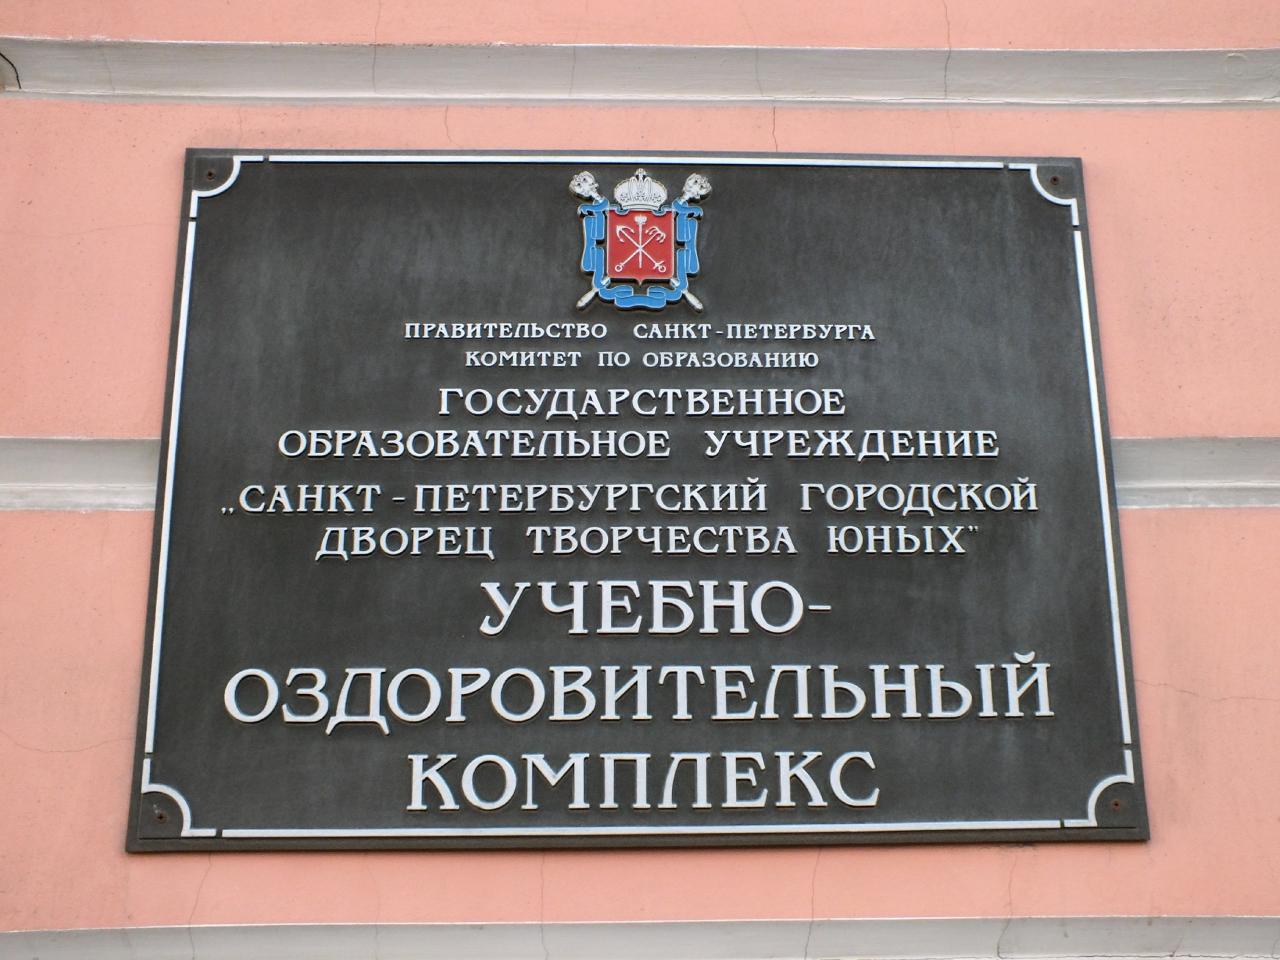 ПРАВИТЕЛЬСТВО САНКТ-ПЕТЕРБУРГА
КОМИТЕТ ПО ОБРАЗОВАНИЮ
ГОСУДАРСТВЕННОЕ
ОБРАЗОВАТЕЛЬНОЕ УЧРЕЖДЕНИЕ
„САНКТ-ПЕТЕРБУРГСКИЙ ГОРОДСКОЙ
ДВОРЕЦ ТВОРЧЕСТВА ЮНЫХ”
УЧЕБНО-
ОЗДОРОВИТЕЛЬНЫЙ
КОМПЛЕКС